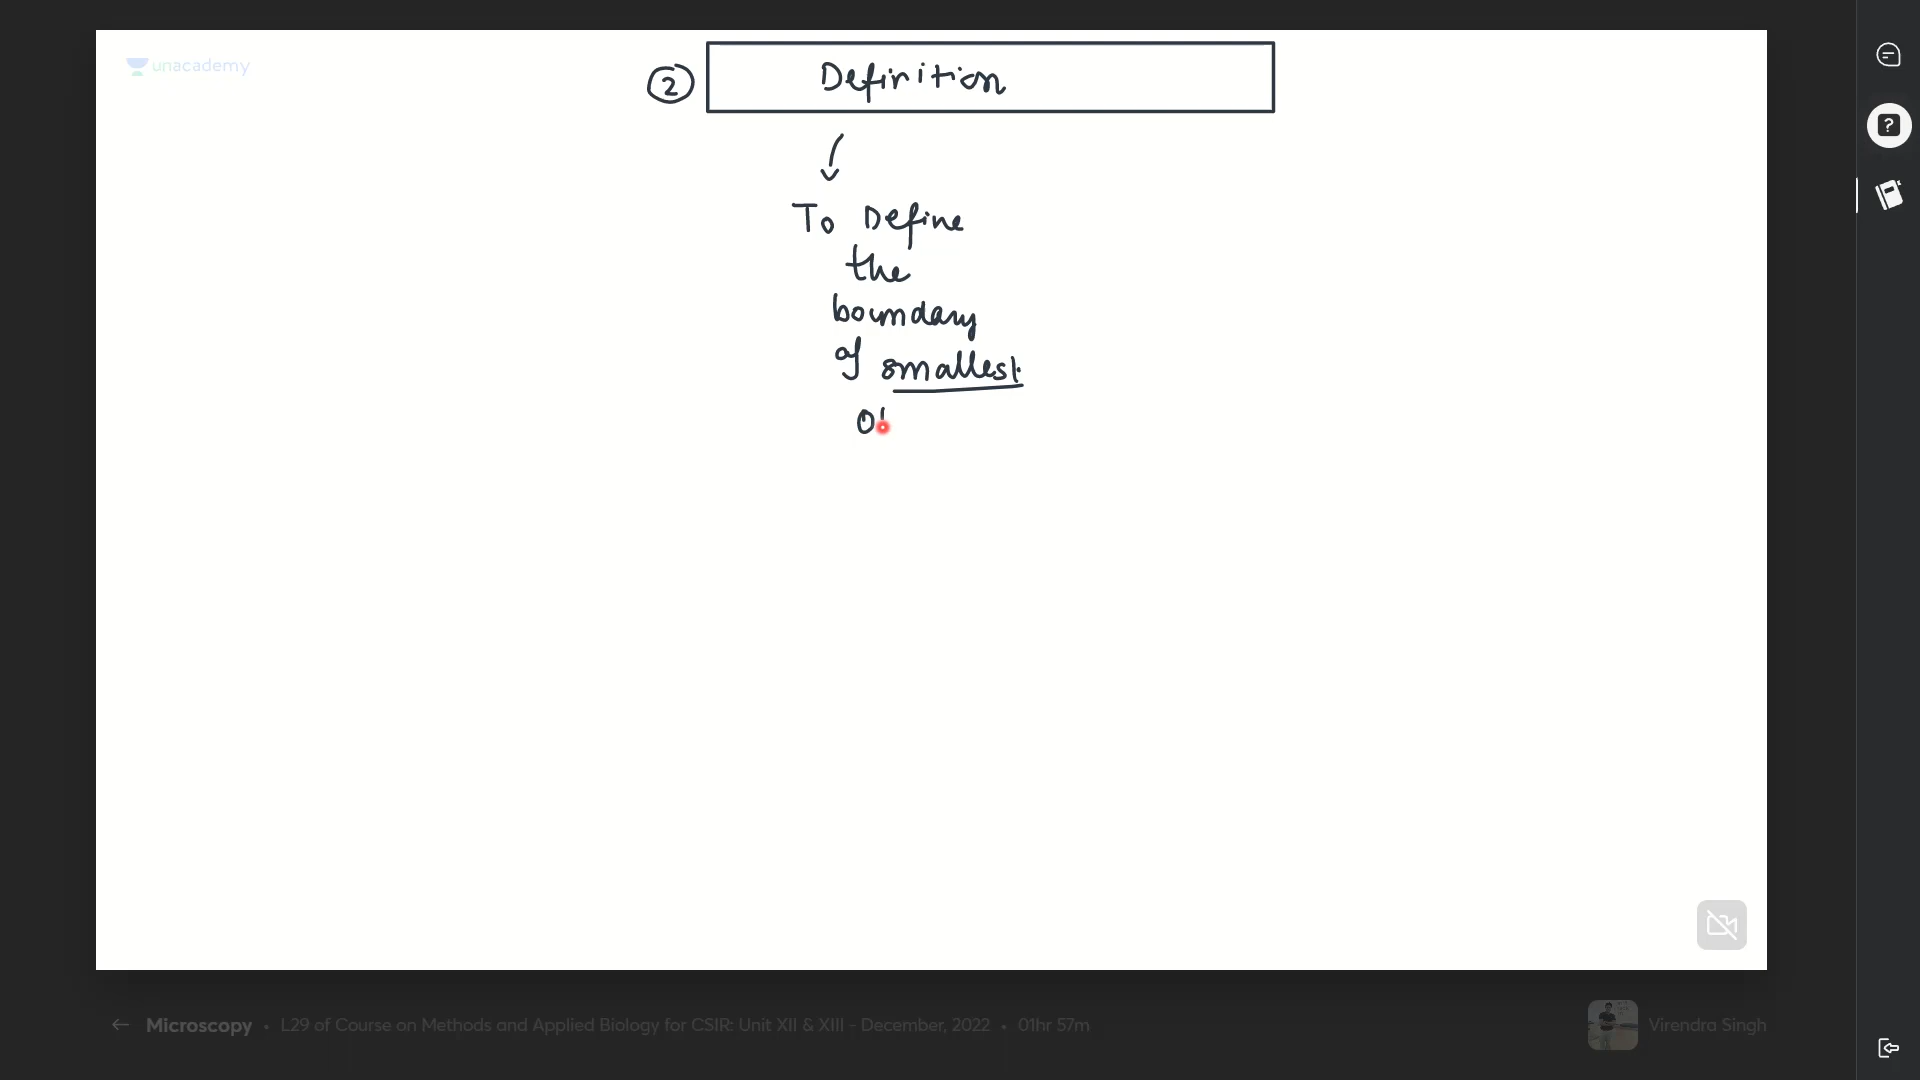 unacademy
② Definition
To Define
the
boundary
of smallest
← Microscopy • L29 of Course on Methods and Applied Biology for CSIR: Unit XII & XIII - December, 2022 • 01hr 57m
Virendra Singh